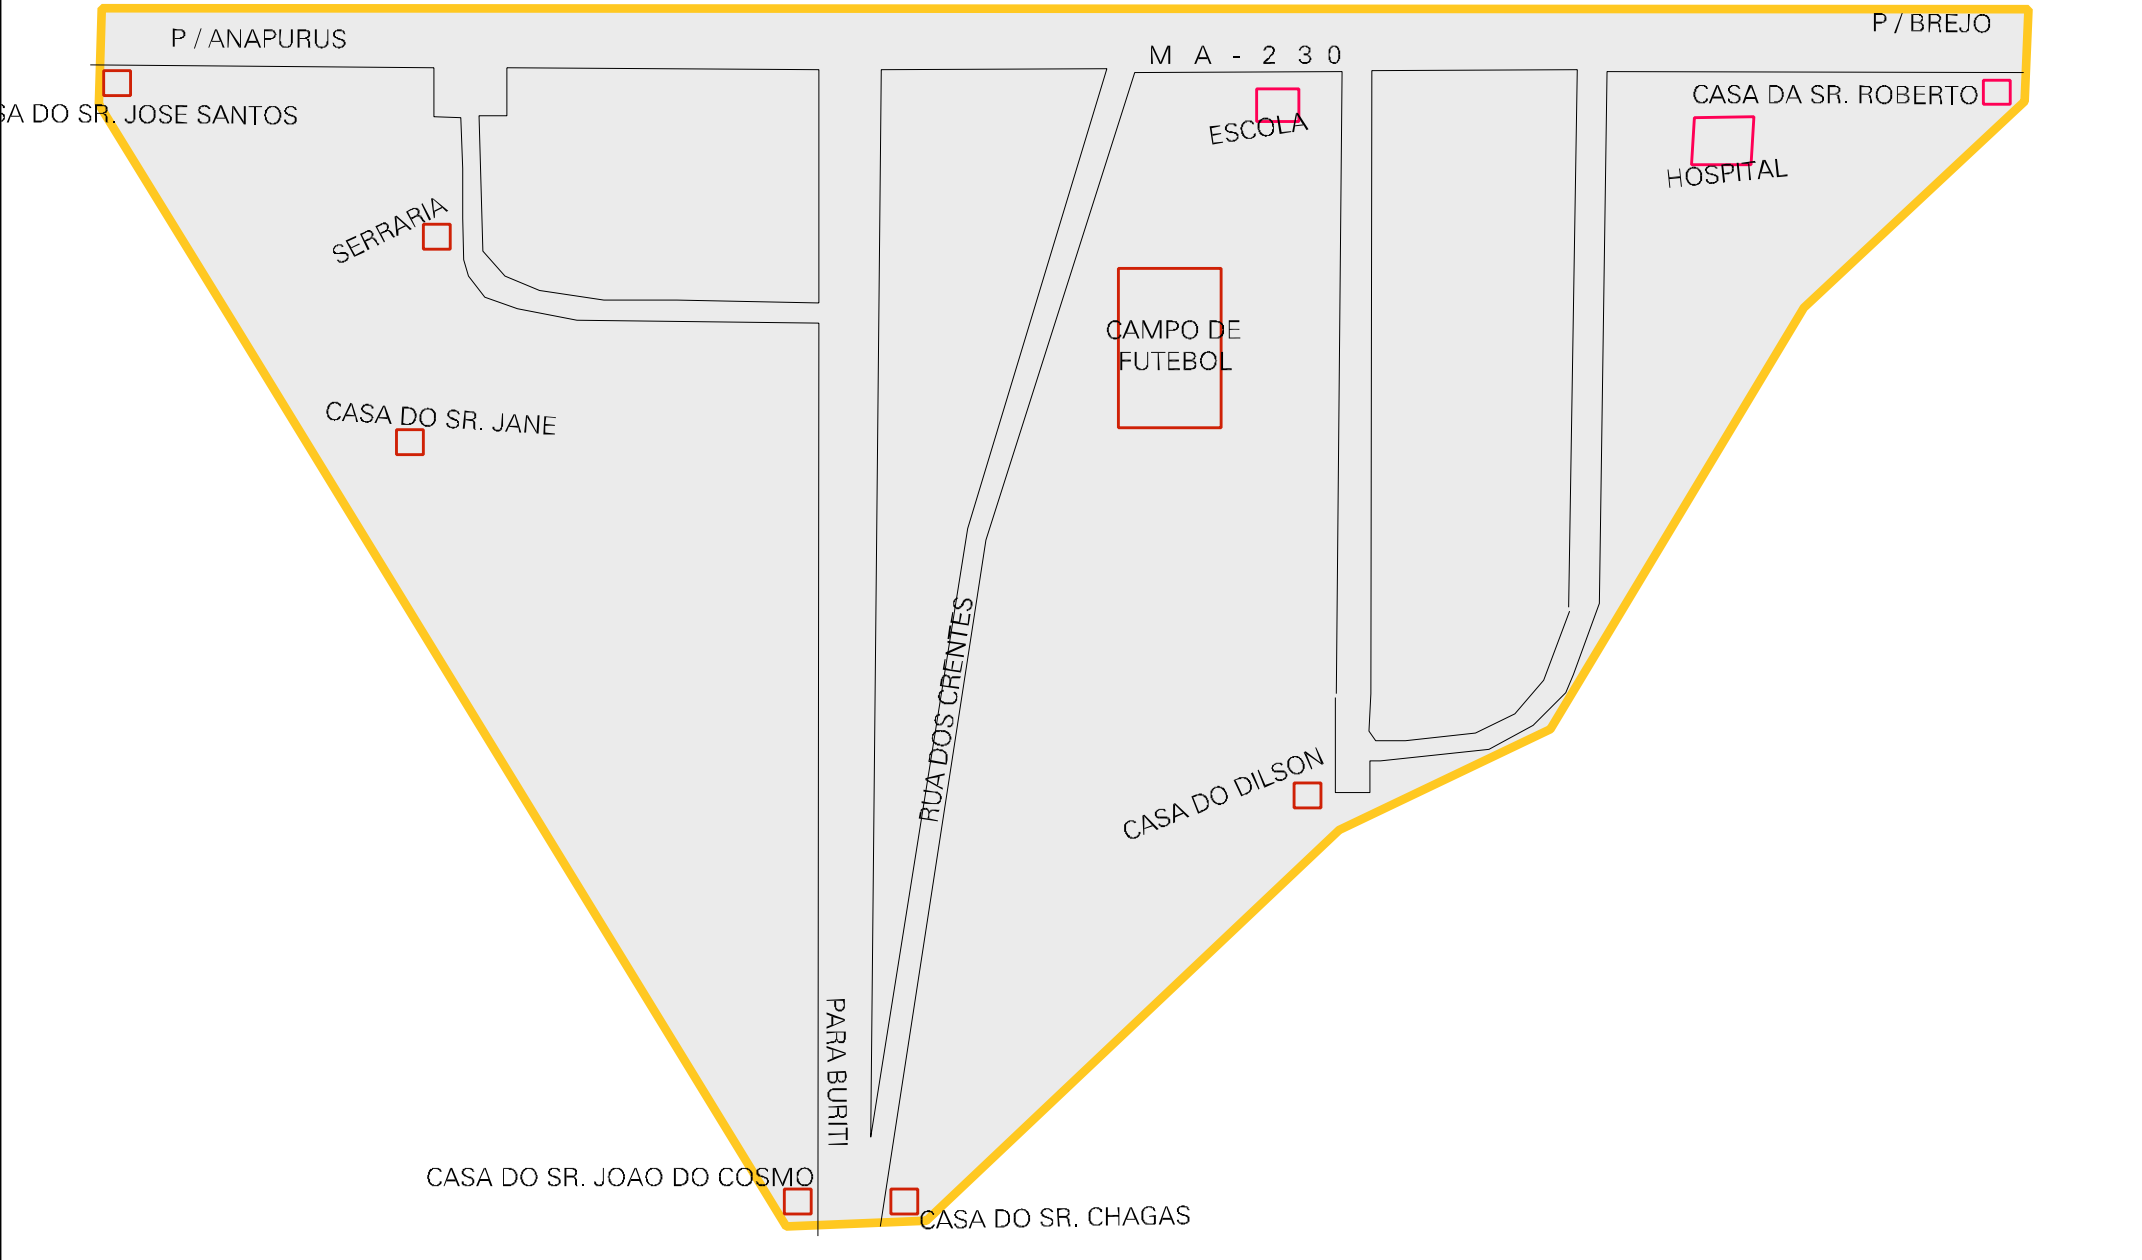 P / BREJO
P / ANAPURUS
M A - 2 3 0
CASA DA SR. ROBERTO
SA DO SR. JOSE SANTOS
ESCOLA
HOSPITAL
SERRARIA
CAMPO DE
FUTEBOL
CASA DO SR. JANE
RUA DOS CRENTES
CASA DO DILSON
PARA BURITI
CASA DO SR. JOAO DO COSMO
CASA DO SR. CHAGAS